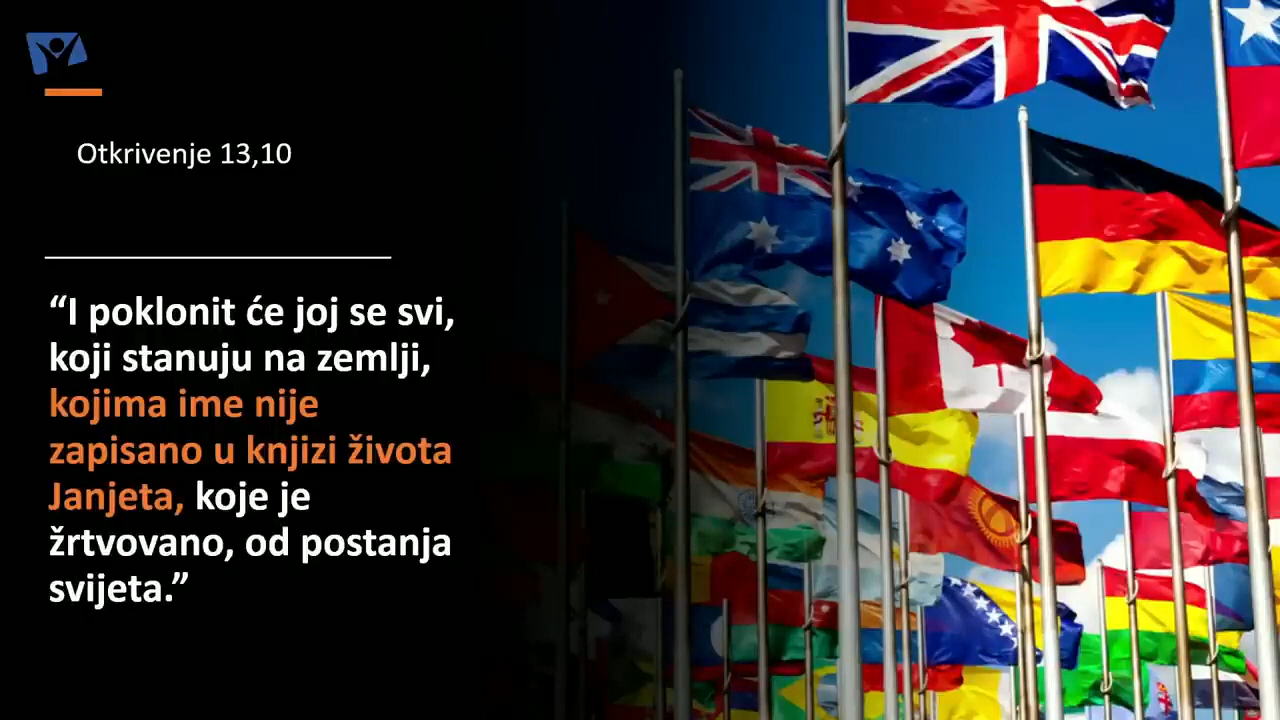 Otkrivenje 13,10
“I poklonit će joj se svi,
koji stanuju na zemlji,
kojima ime nije
zapisano u knjizi života
Janjeta, koje je
žrtvovano, od postanja
svijeta.”